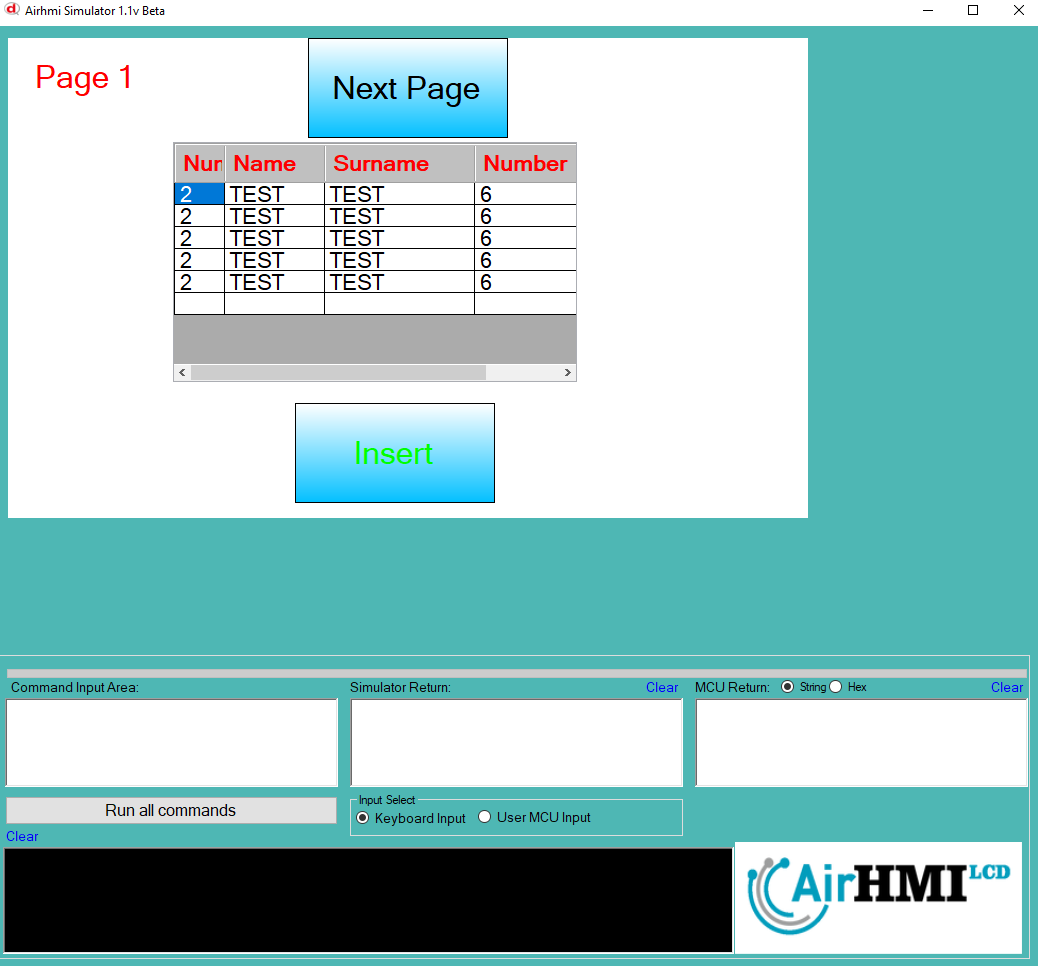 Airhmi Simulator 1.1v Beta
Page 1
Next Page
Num Name Surname Number
2 TEST TEST 6
2 TEST TEST 6
2 TEST TEST 6
2 TEST TEST 6
2 TEST TEST 6
Insert
Command Input Area:
Simulator Return: Clear
MCU Return: String Hex Clear
Run all commands
Input Select
Keyboard Input User MCU Input
Clear
AirHMI LCD